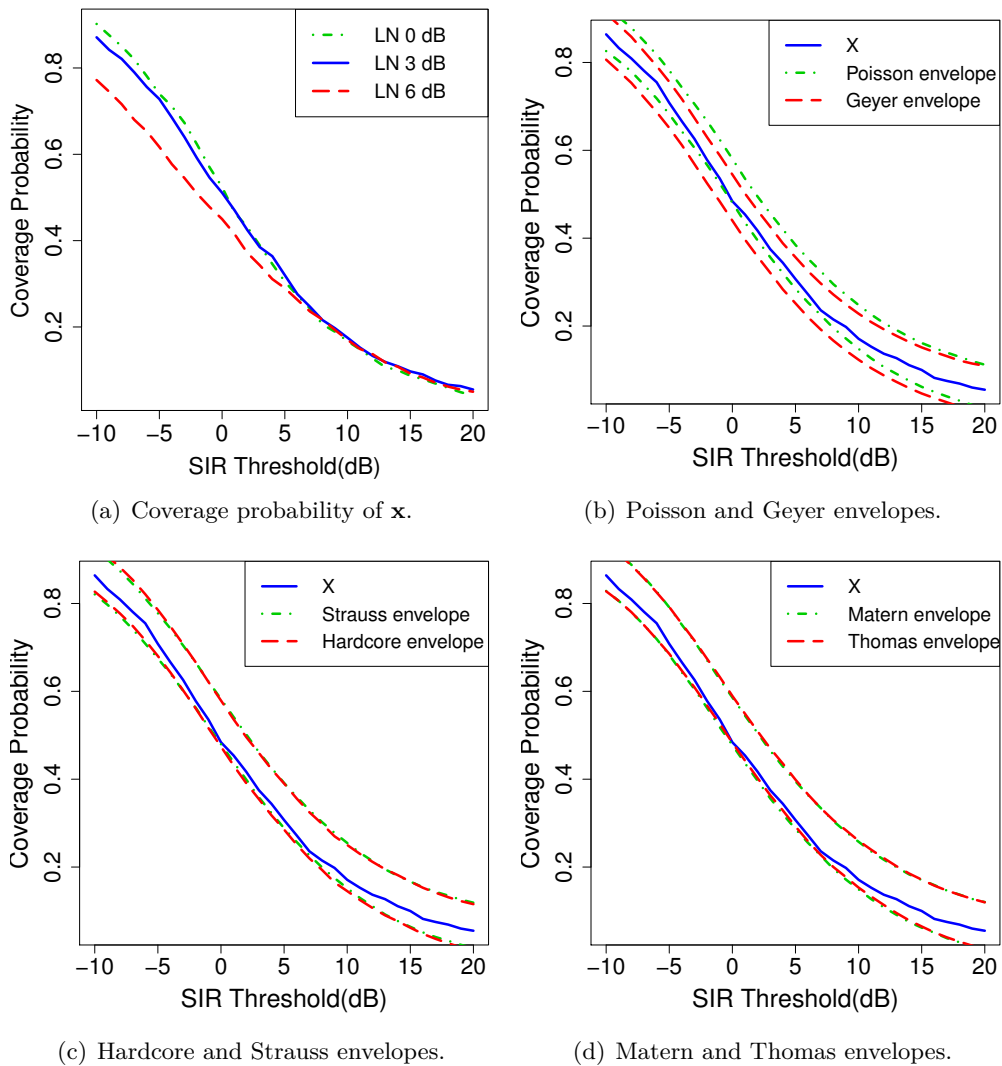 Coverage Probability
0.2 0.4 0.6 0.8
LN 0 dB
LN 3 dB
LN 6 dB
−10 −5 0 5 10 15 20
SIR Threshold(dB)
(a) Coverage probability of x.
Coverage Probability
0.2 0.4 0.6 0.8
X
Poisson envelope
Geyer envelope
−10 −5 0 5 10 15 20
SIR Threshold(dB)
(b) Poisson and Geyer envelopes.
Coverage Probability
0.2 0.4 0.6 0.8
X
Strauss envelope
Hardcore envelope
−10 −5 0 5 10 15 20
SIR Threshold(dB)
(c) Hardcore and Strauss envelopes.
Coverage Probability
0.2 0.4 0.6 0.8
X
Matern envelope
Thomas envelope
−10 −5 0 5 10 15 20
SIR Threshold(dB)
(d) Matern and Thomas envelopes.